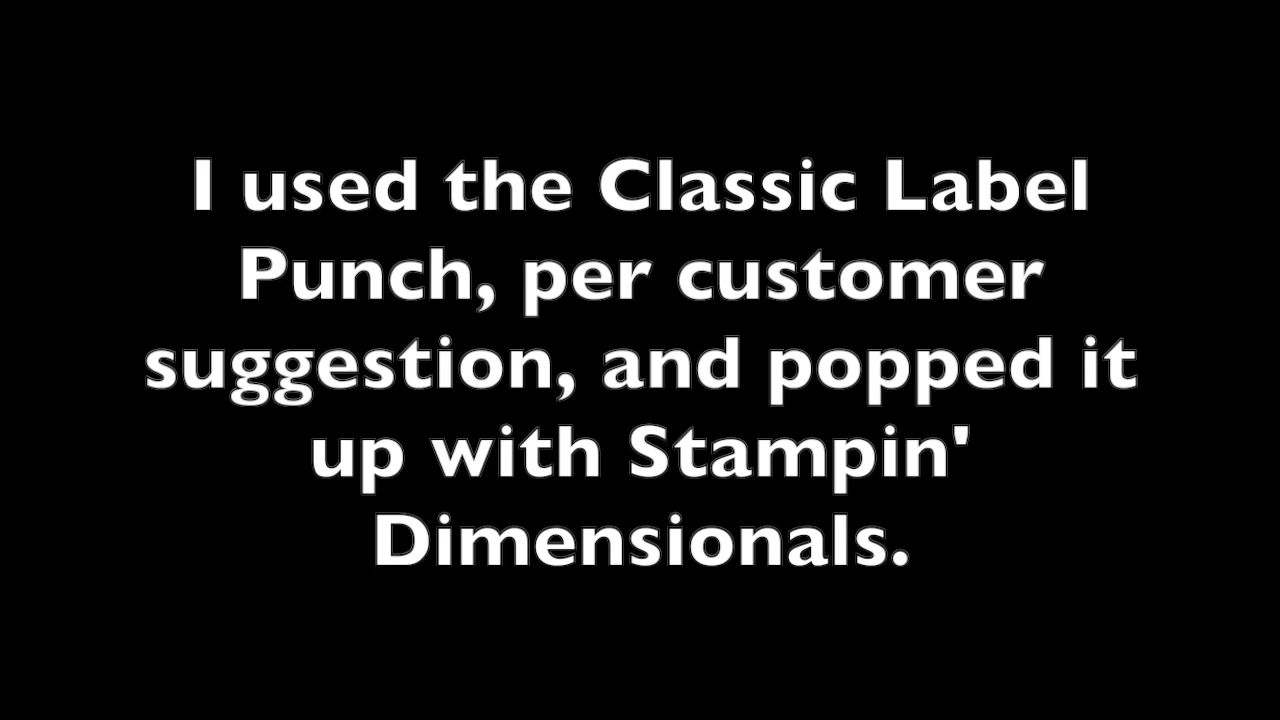 I used the Classic Label
Punch, per customer
suggestion, and popped it
up with Stampin'
Dimensionals.